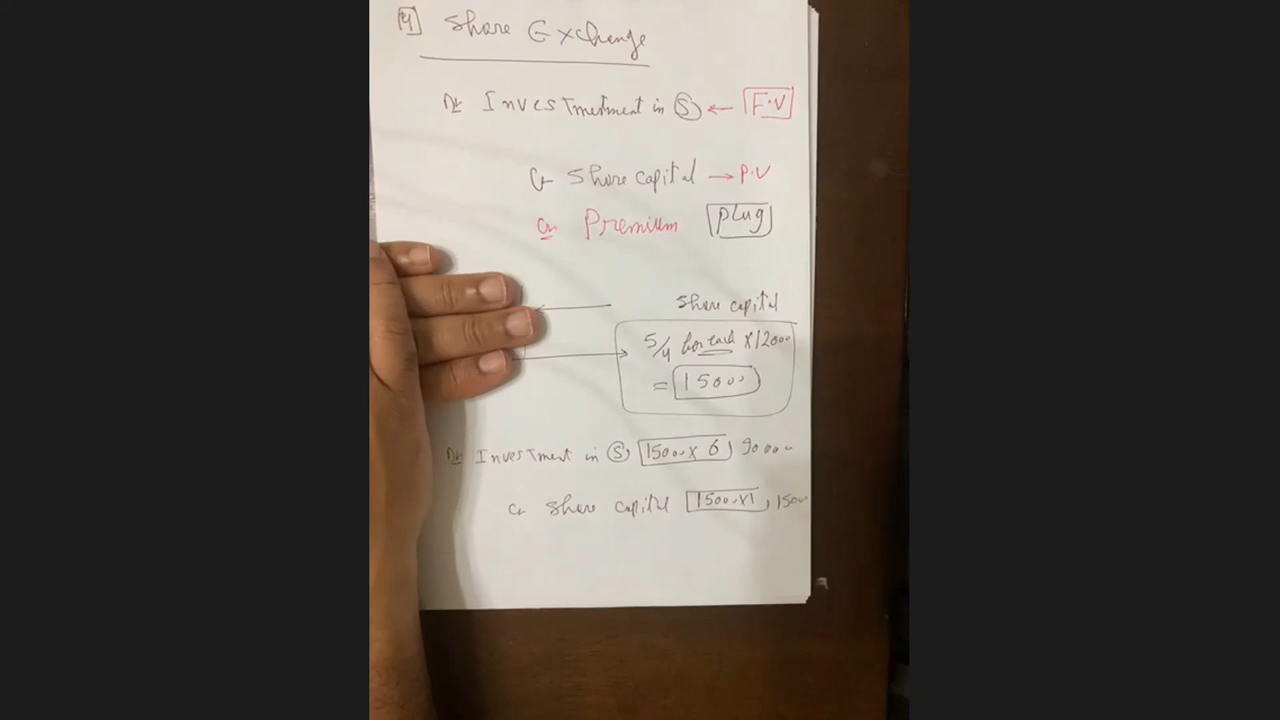 4 Share Exchange
Dr Investment in S ← F.V
Cr Share capital → P.V
Cr Premium plug
Share capital
5/4 for each x 12000
= 15000
Dr Investment in S 15000 x 6, 90000
Cr Share capital 15000 x 1, 15000